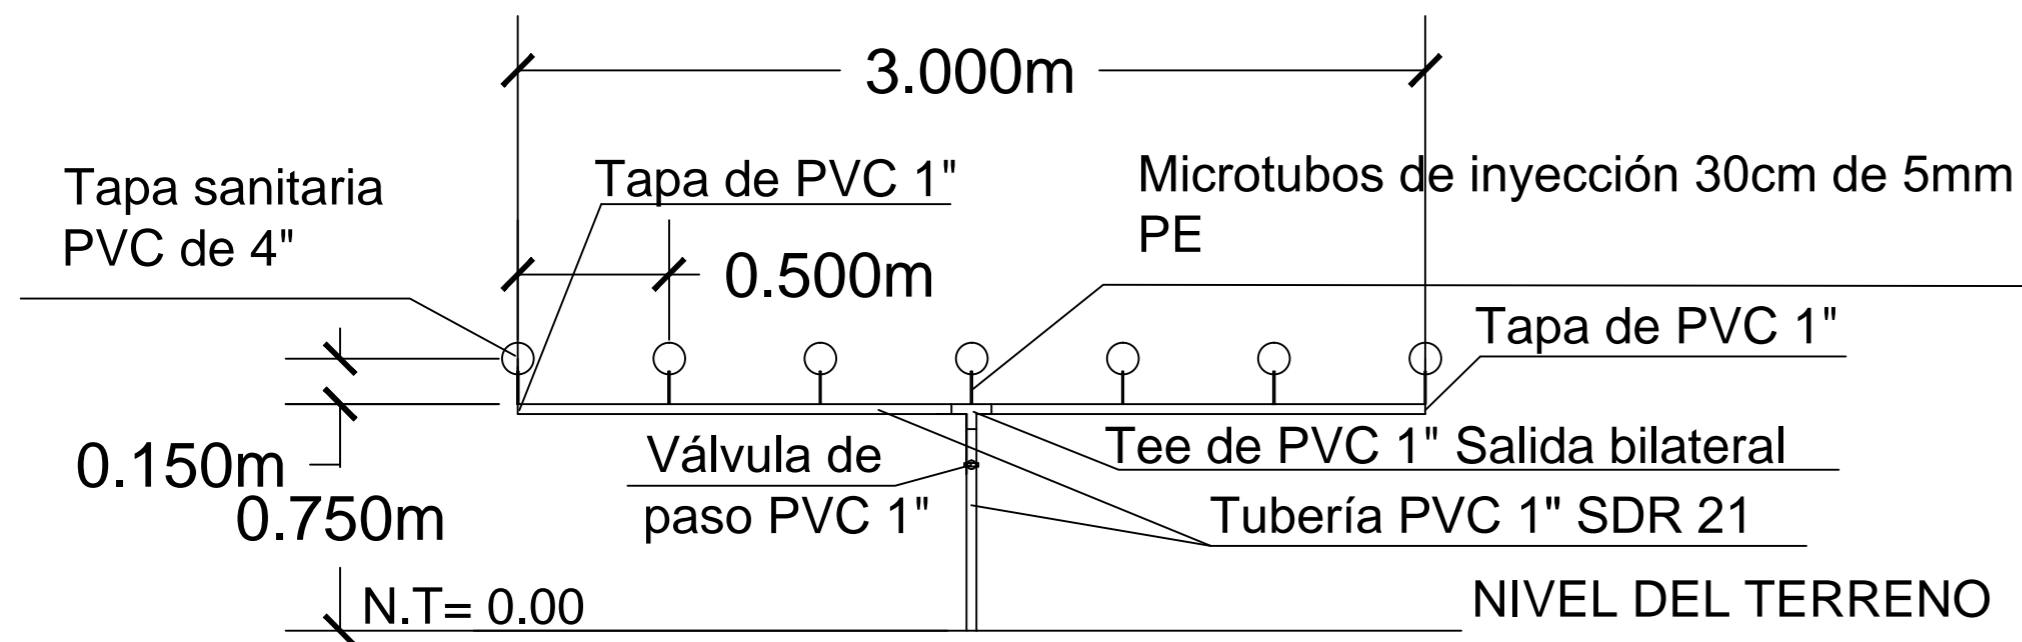 3.000m
Tapa sanitaria
PVC de 4"
Tapa de PVC 1"
Microtubos de inyección 30cm de 5mm
PE
0.500m
Tapa de PVC 1"
0.150m
Válvula de
paso PVC 1"
Tee de PVC 1" Salida bilateral
0.750m
Tubería PVC 1" SDR 21
N.T= 0.00
NIVEL DEL TERRENO